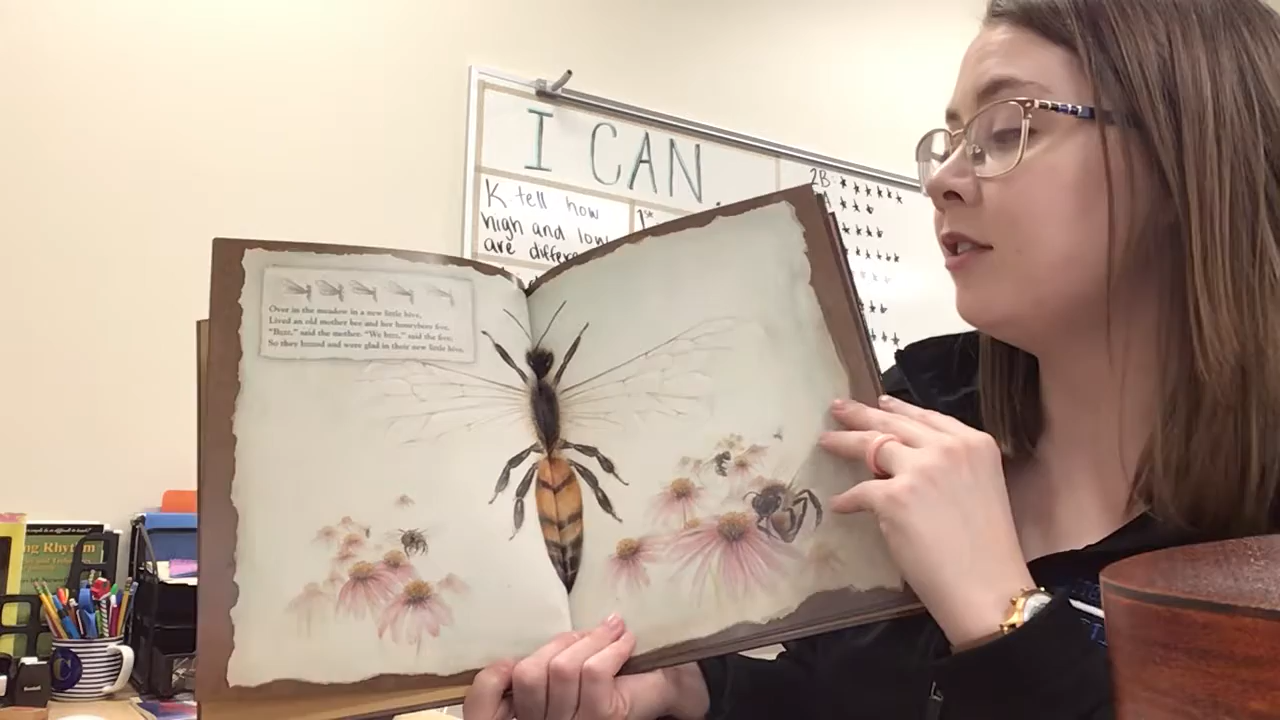 I CAN
2B
K tell how
1st
high and low
are differe
Over in the meadow in a new little hive,
Lived an old mother bee and her honeybees five.
"Buzz," said the mother. "We buzz," said the five;
So they buzzed and were glad in their new little hive.
ng Rhythm
C